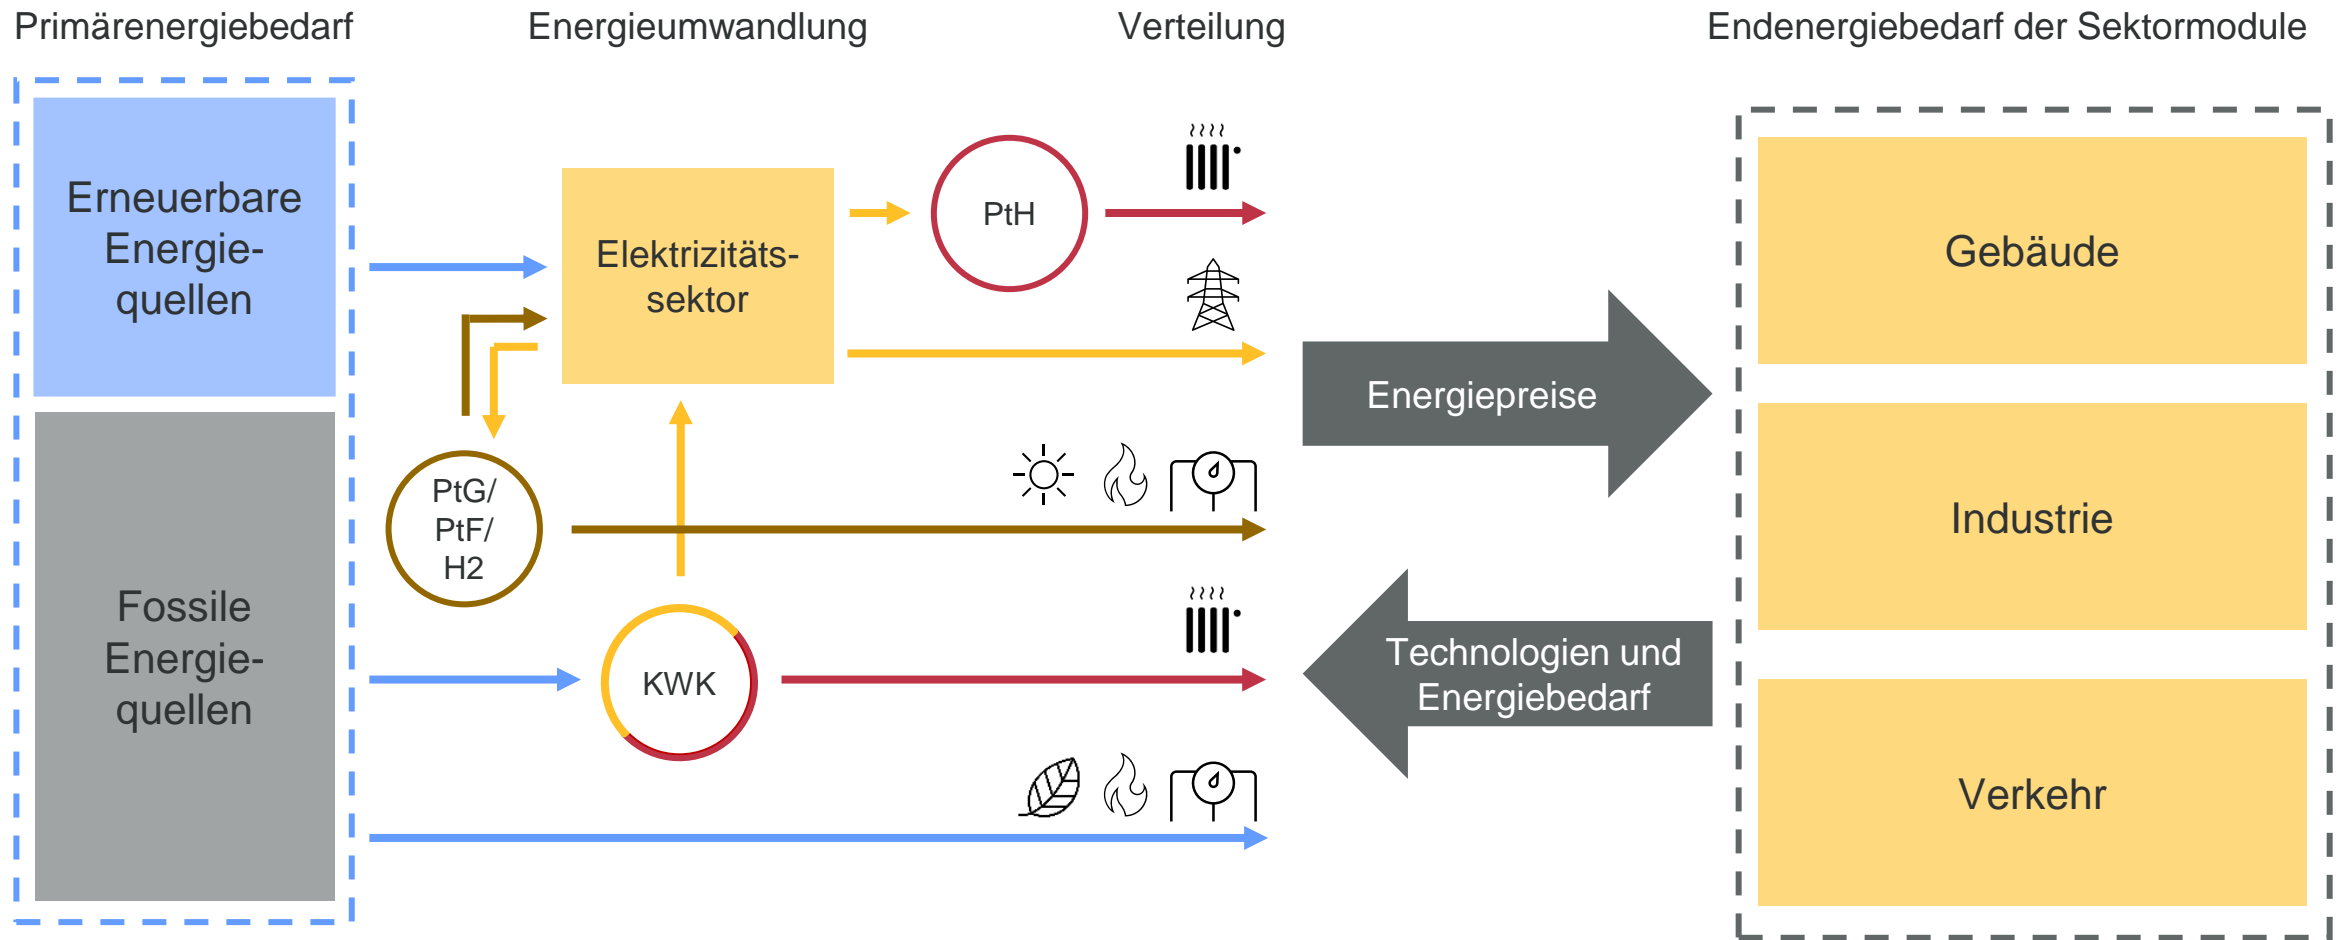 Primärenergiebedarf
Energieumwandlung
Verteilung
Endenergiebedarf der Sektormodule
Erneuerbare
Energie-
quellen
Fossile
Energie-
quellen
Elektrizitäts-
sektor
PtH
PtG/
PtF/
H2
KWK
Energiepreise
Technologien und
Energiebedarf
Gebäude
Industrie
Verkehr